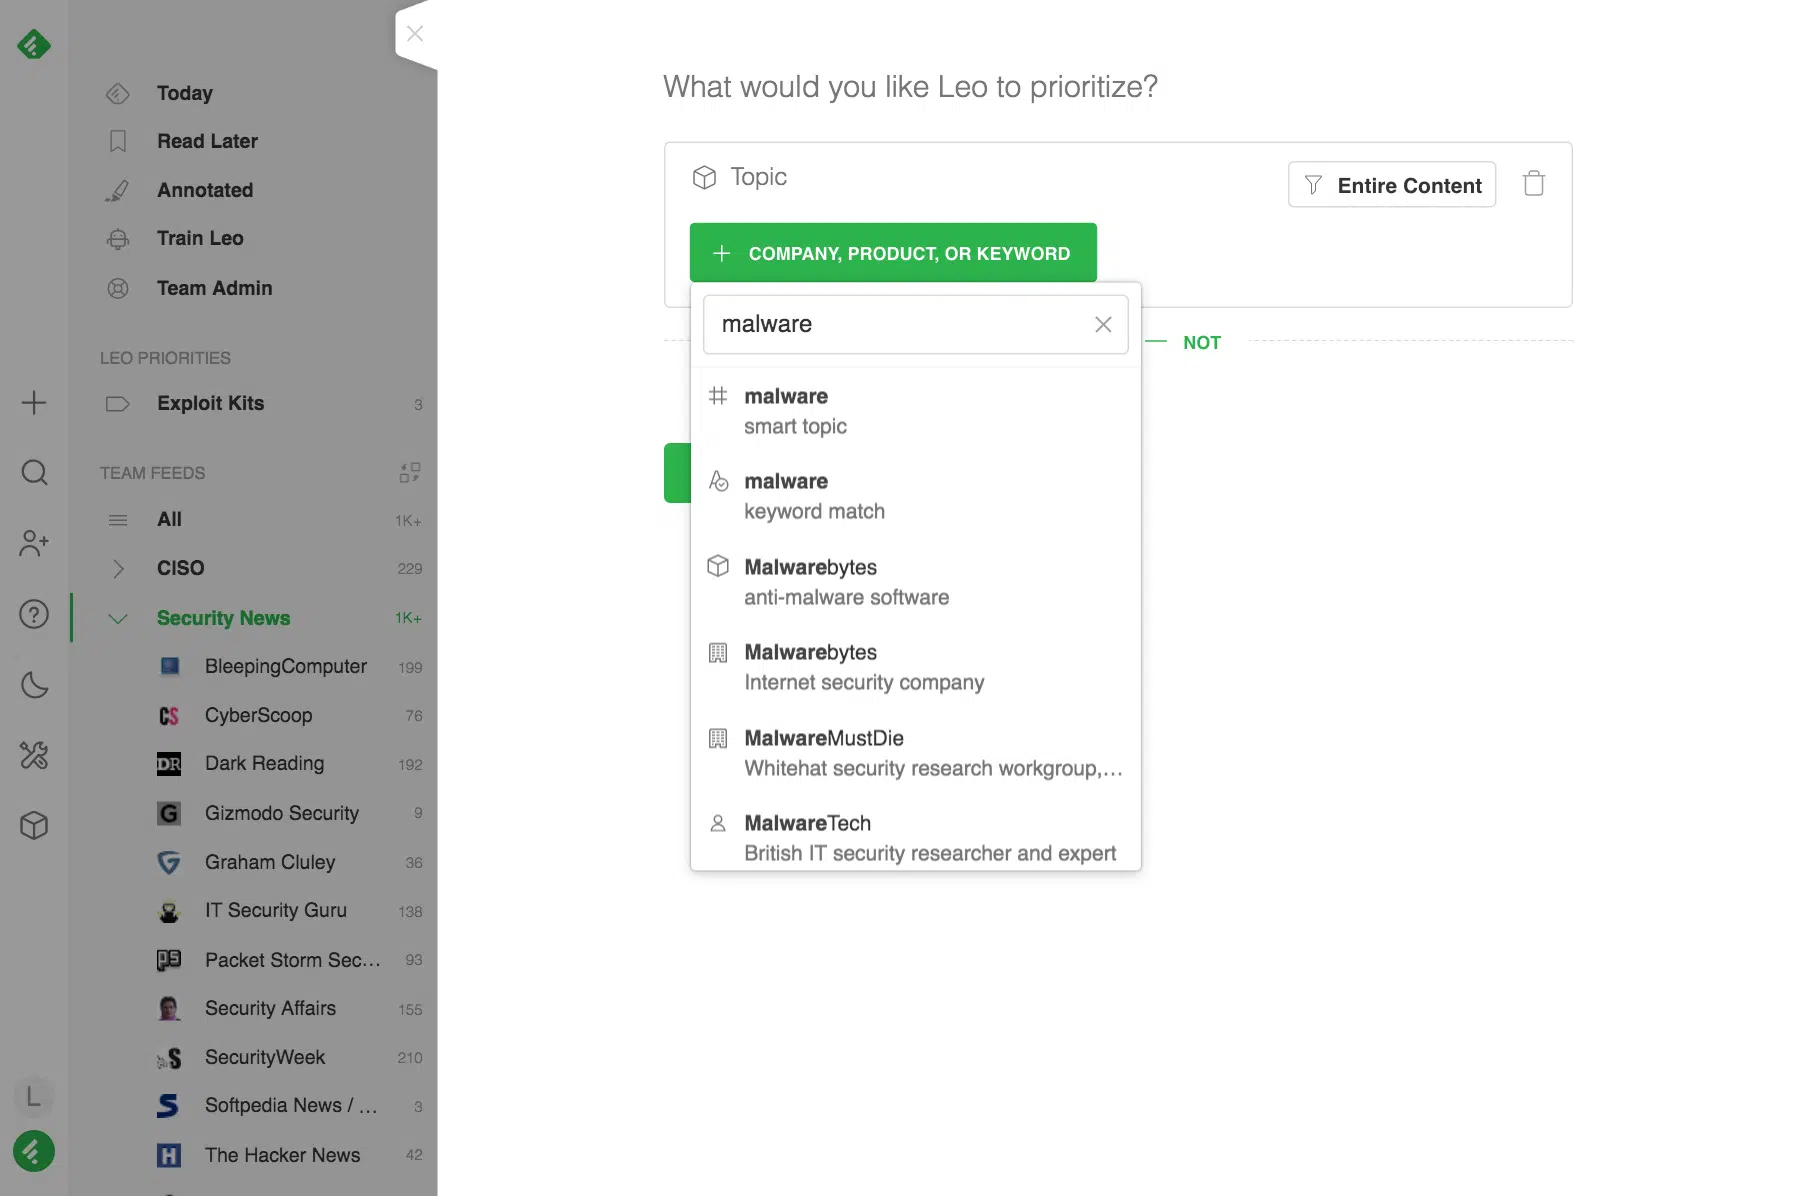 Today
Read Later
Annotated
Train Leo
Team Admin
LEO PRIORITIES
Exploit Kits 3
TEAM FEEDS
All 1K+
CISO 229
Security News 1K+
BleepingComputer 199
CyberScoop 76
Dark Reading 192
Gizmodo Security 9
Graham Cluley 36
IT Security Guru 138
Packet Storm Sec... 93
Security Affairs 155
SecurityWeek 210
Softpedia News / ... 3
The Hacker News 42
L
What would you like Leo to prioritize?
Topic
Entire Content
COMPANY, PRODUCT, OR KEYWORD
malware
NOT
malware
smart topic
malware
keyword match
Malwarebytes
anti-malware software
Malwarebytes
Internet security company
MalwareMustDie
Whitehat security research workgroup,...
MalwareTech
British IT security researcher and expert